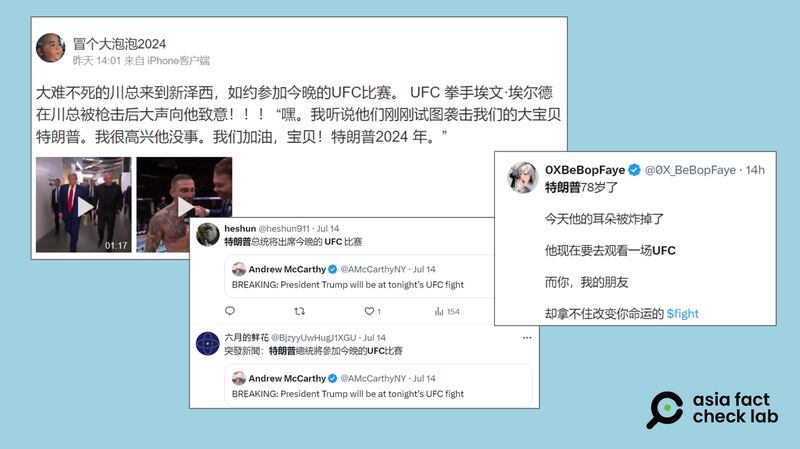 冒个大泡泡2024
昨天 14:01 来自 iPhone客户端
大难不死的川总来到新泽西，如约参加今晚的UFC比赛。 UFC 拳手埃文·埃尔德
在川总被枪击后大声向他致意！！！“嘿。我听说他们刚刚试图袭击我们的大宝贝
特朗普。我很高兴他没事。我们加油，宝贝！特朗普2024 年。”
01:17
heshun @heshun911 · Jul 14
特朗普总统将出席今晚的 UFC 比赛
Andrew McCarthy @AMcCarthyNY · Jul 14
BREAKING: President Trump will be at tonight's UFC fight
1
154
六月的鲜花 @BjzyyUwHugJ1XGU · Jul 14
突發新聞：特朗普總統將參加今晚的UFC比賽
Andrew McCarthy @AMcCarthyNY · Jul 14
BREAKING: President Trump will be at tonight's UFC fight
0XBeBopFaye @0X_BeBopFaye · 14h
特朗普78岁了
今天他的耳朵被炸掉了
他现在要去观看一场UFC
而你，我的朋友
却拿不住改变你命运的 $fight
asia fact
check lab